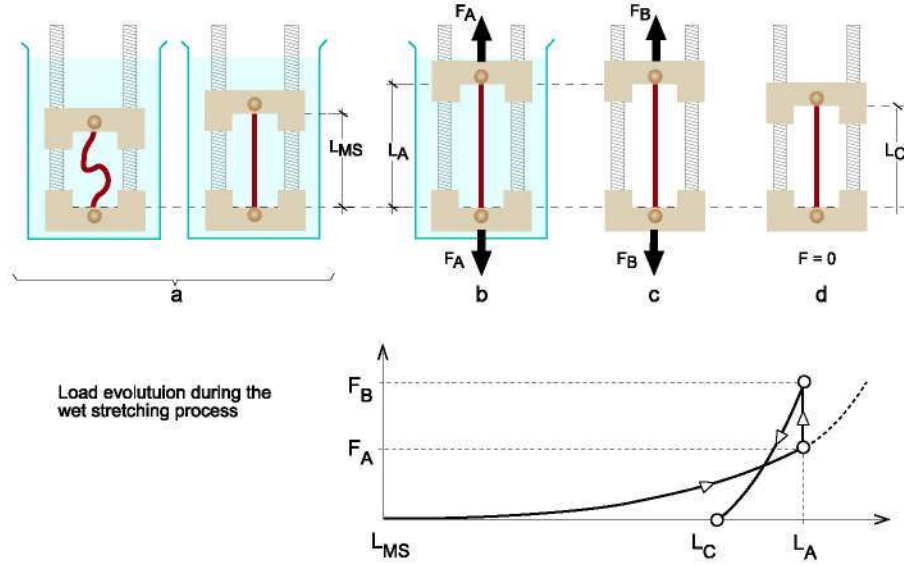 F_A
F_B
L_MS
L_A
L_C
F_A
F_B
F = 0
a
b
c
d
Load evolutuion during the
wet stretching process
F_B
F_A
L_MS
L_C
L_A